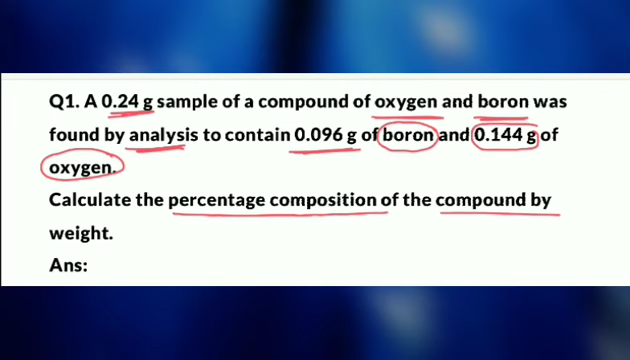 Q1. A 0.24 g sample of a compound of oxygen and boron was
found by analysis to contain 0.096 g of boron and 0.144 g of
oxygen.
Calculate the percentage composition of the compound by
weight.
Ans: